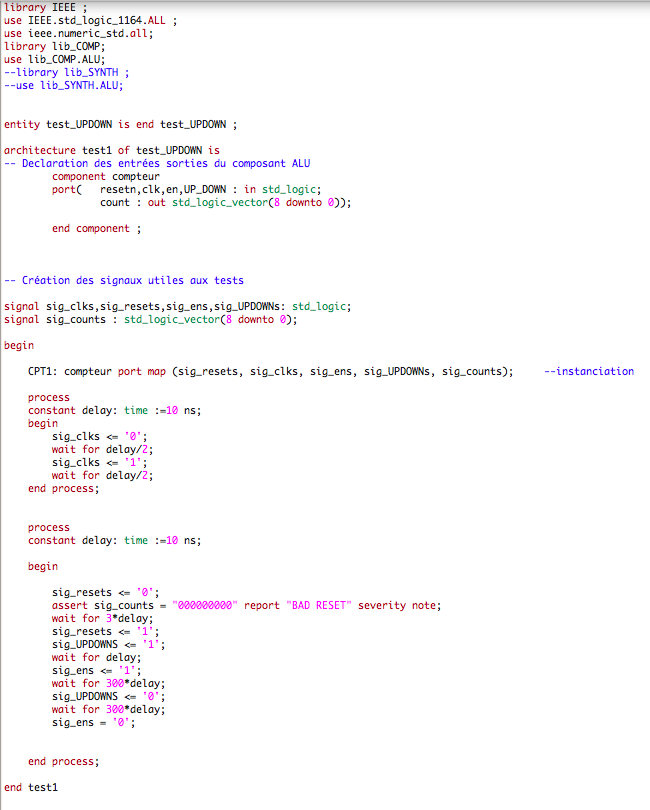 library IEEE ;
use IEEE.std_logic_1164.ALL ;
use ieee.numeric_std.all;
library lib_COMP;
use lib_COMP.ALU;
--library lib_SYNTH ;
--use lib_SYNTH.ALU;
entity test_UPDOWN is end test_UPDOWN ;
architecture test1 of test_UPDOWN is
-- Declaration des entrées sorties du composant ALU
component compteur
port( resetn,clk,en,UP_DOWN : in std_logic;
count : out std_logic_vector(8 downto 0));
end component ;
-- Création des signaux utiles aux tests
signal sig_clks,sig_resets,sig_ens,sig_UPDOWNs: std_logic;
signal sig_counts : std_logic_vector(8 downto 0);
begin
CPT1: compteur port map (sig_resets, sig_clks, sig_ens, sig_UPDOWNs, sig_counts); --instanciation
process
constant delay: time :=10 ns;
begin
sig_clks <= '0';
wait for delay/2;
sig_clks <= '1';
wait for delay/2;
end process;
process
constant delay: time :=10 ns;
begin
sig_resets <= '0';
assert sig_counts = "000000000" report "BAD RESET" severity note;
wait for 3*delay;
sig_resets <= '1';
sig_UPDOWNS <= '1';
wait for delay;
sig_ens <= '1';
wait for 300*delay;
sig_UPDOWNS <= '0';
wait for 300*delay;
sig_ens = '0';
end process;
end test1